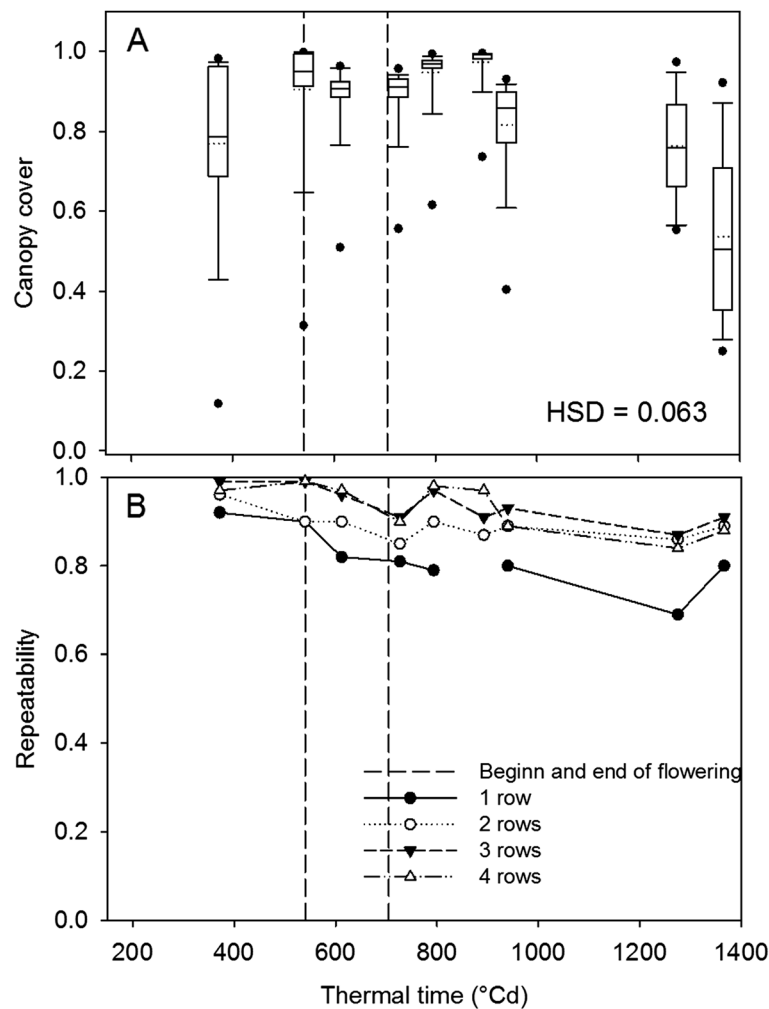 A
1.0
0.8
0.6
0.4
0.2
0.0
Canopy cover
HSD = 0.063
B
1.0
0.8
0.6
0.4
0.2
0.0
Repeatability
Beginn and end of flowering
1 row
2 rows
3 rows
4 rows
200 400 600 800 1000 1200 1400
Thermal time (°Cd)